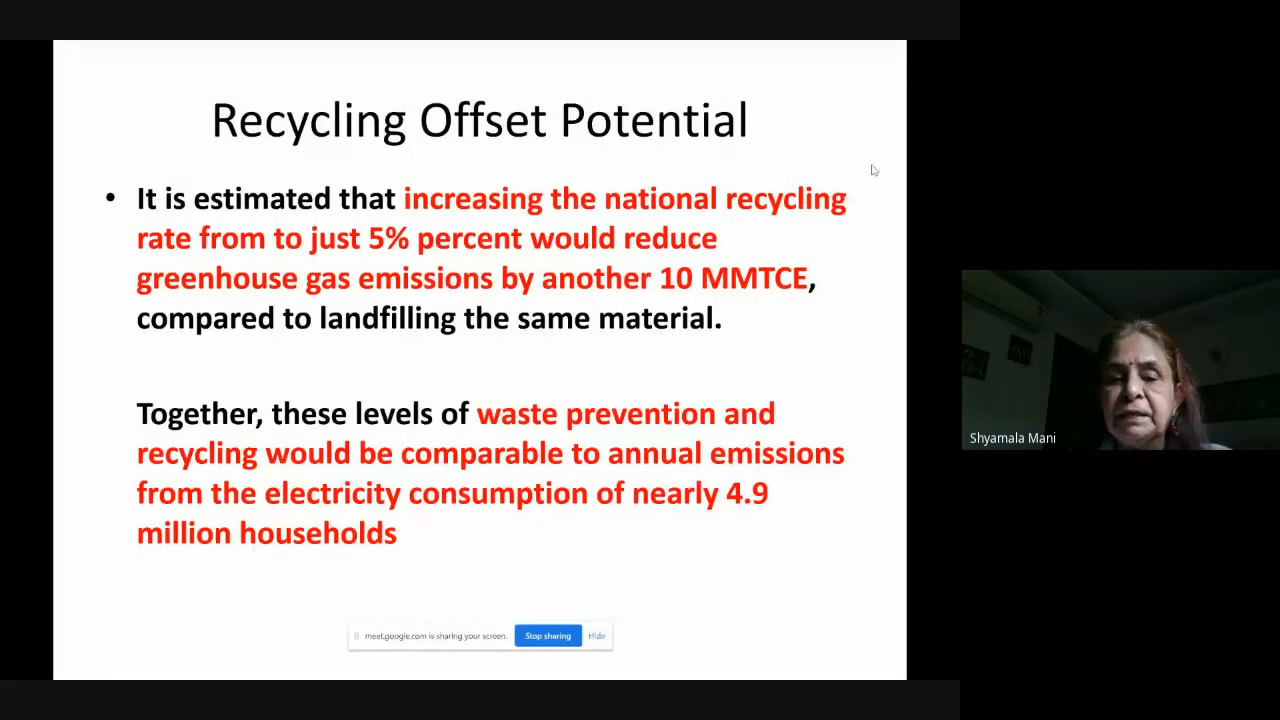 Recycling Offset Potential
• It is estimated that increasing the national recycling
rate from to just 5% percent would reduce
greenhouse gas emissions by another 10 MMTCE,
compared to landfilling the same material.
Together, these levels of waste prevention and
recycling would be comparable to annual emissions
from the electricity consumption of nearly 4.9
million households
meet.google.com is sharing your screen. Stop sharing Hide
Shyamala Mani